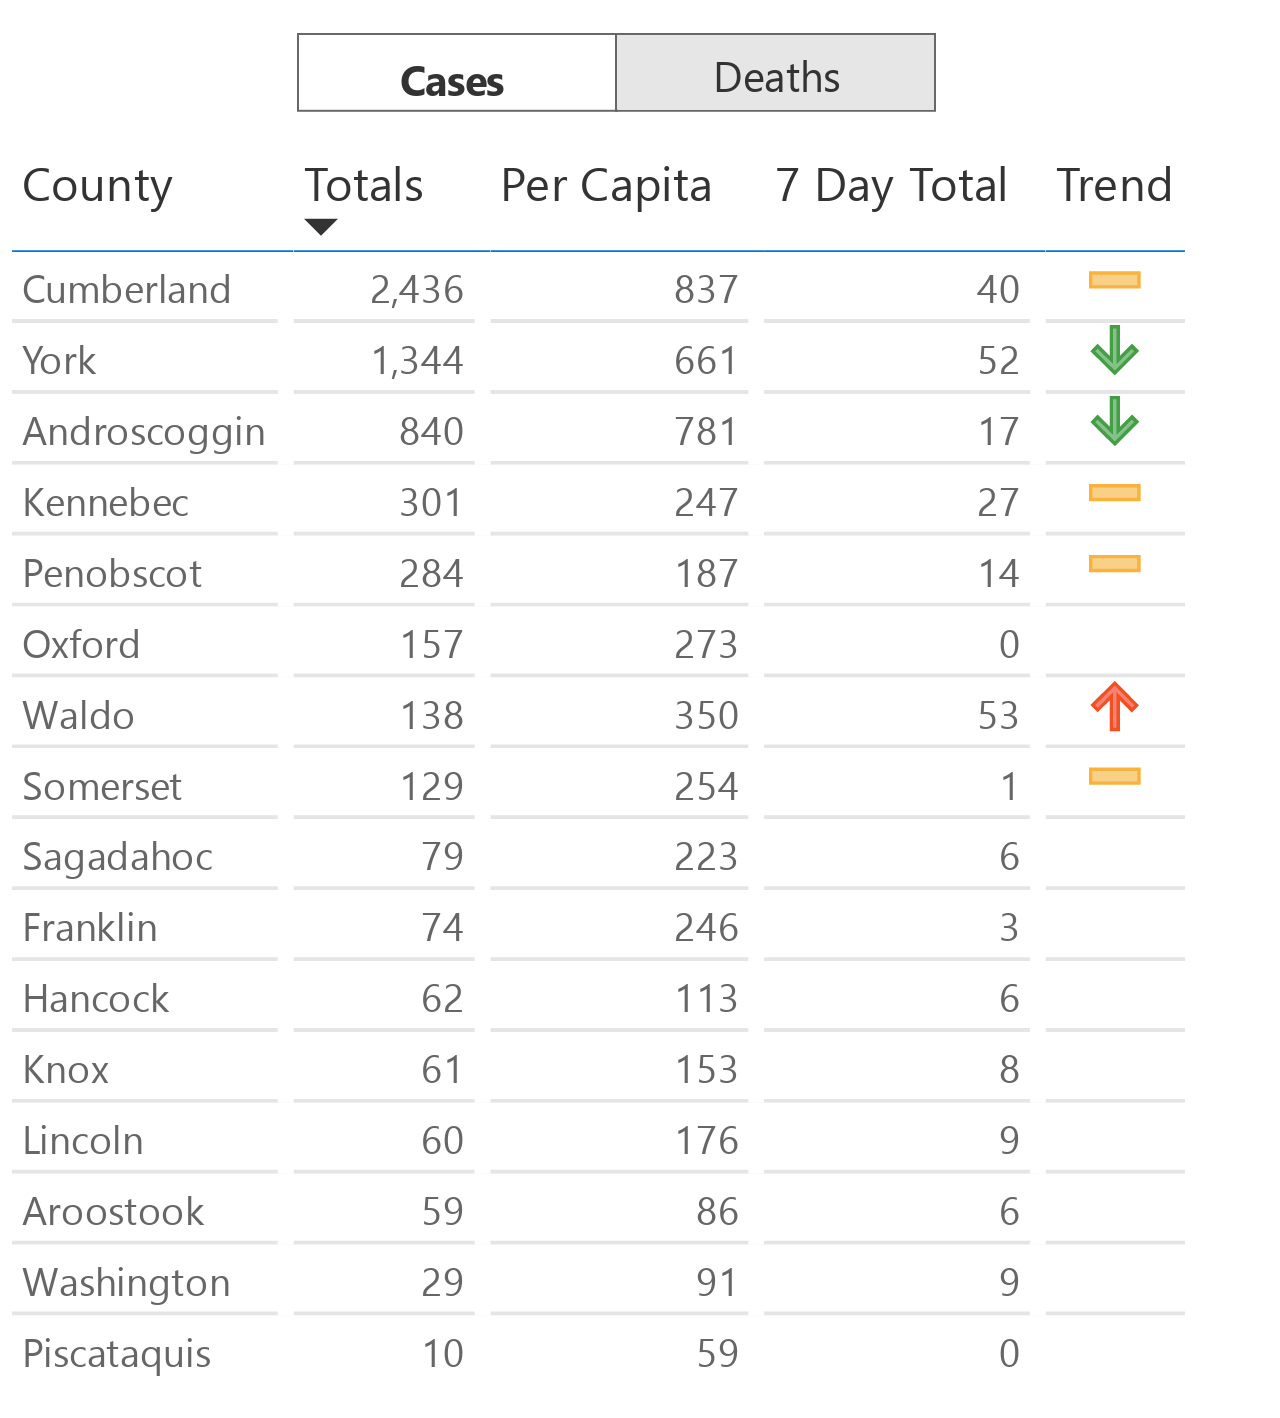 Cases Deaths
County Totals Per Capita 7 Day Total Trend
Cumberland 2,436 837 40
York 1,344 661 52
Androscoggin 840 781 17
Kennebec 301 247 27
Penobscot 284 187 14
Oxford 157 273 0
Waldo 138 350 53
Somerset 129 254 1
Sagadahoc 79 223 6
Franklin 74 246 3
Hancock 62 113 6
Knox 61 153 8
Lincoln 60 176 9
Aroostook 59 86 6
Washington 29 91 9
Piscataquis 10 59 0